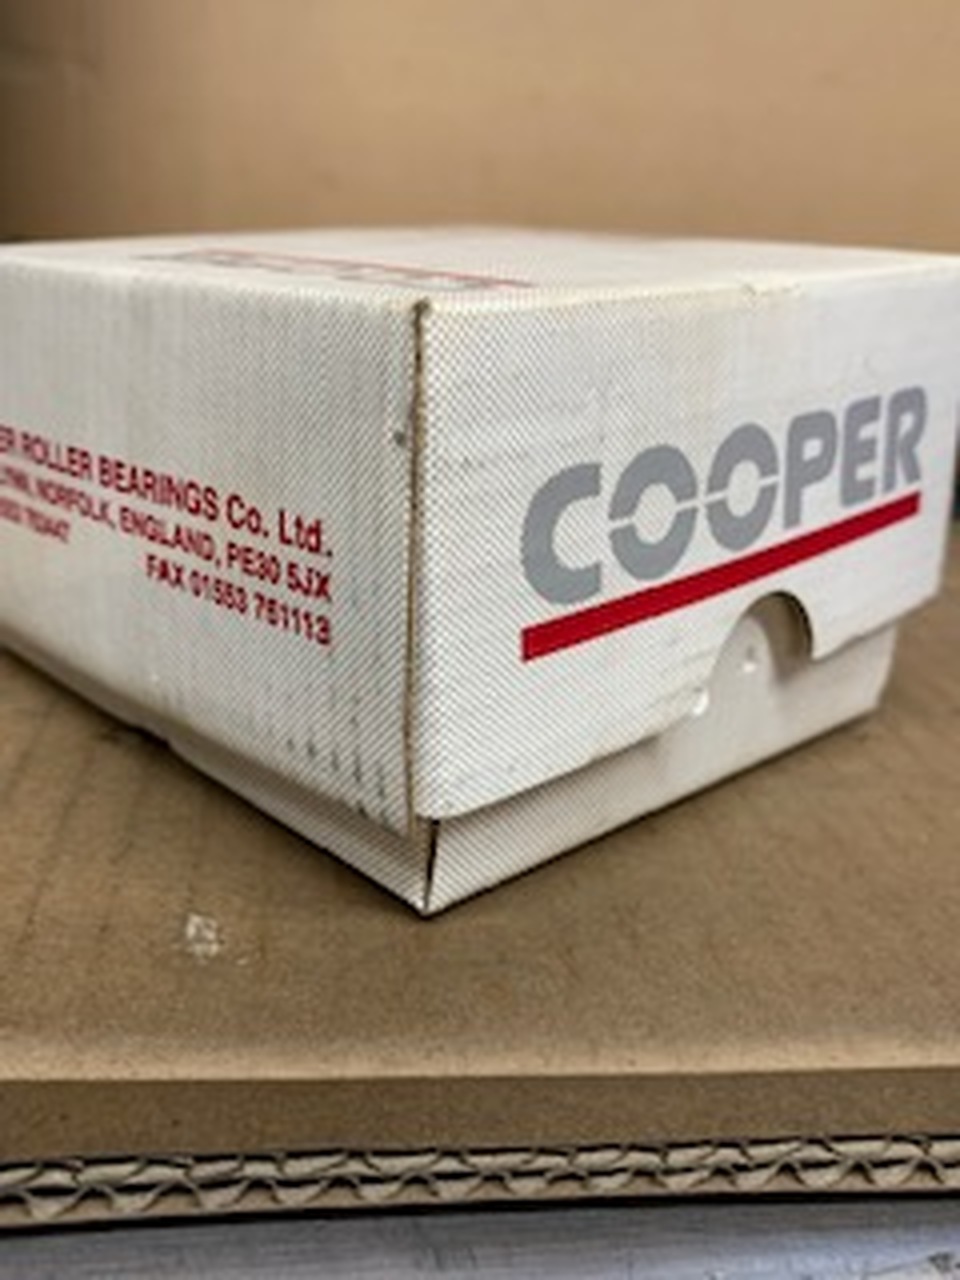 ER ROLLER BEARINGS Co. Ltd.
NORFOLK, ENGLAND, PE30 5JX
FAX 01553 761113
COOPER